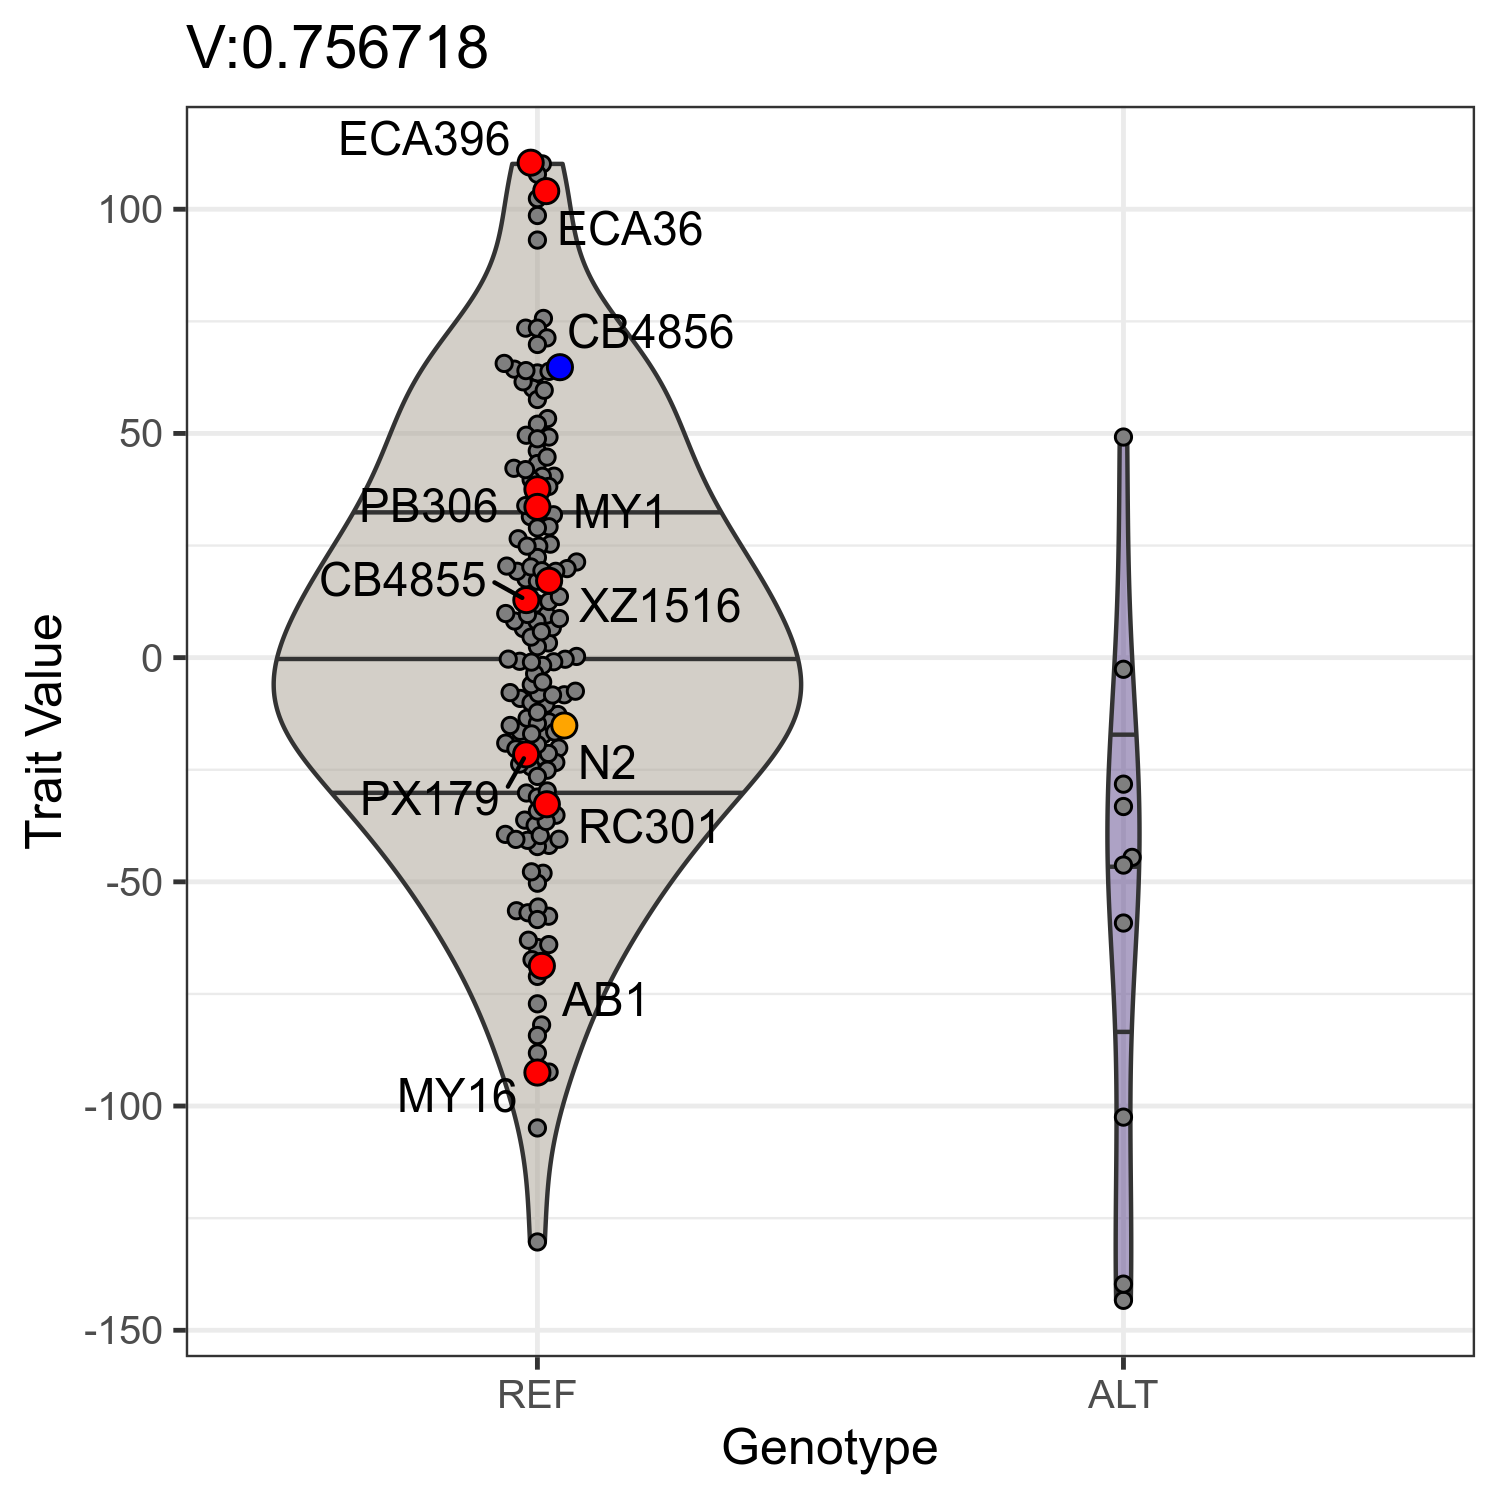 V:0.756718
ECA396
100
ECA36
CB4856
50
PB306
MY1
CB4855
XZ1516
0
N2
PX179
RC301
-50
AB1
MY16
-100
-150
Trait Value
REF
ALT
Genotype